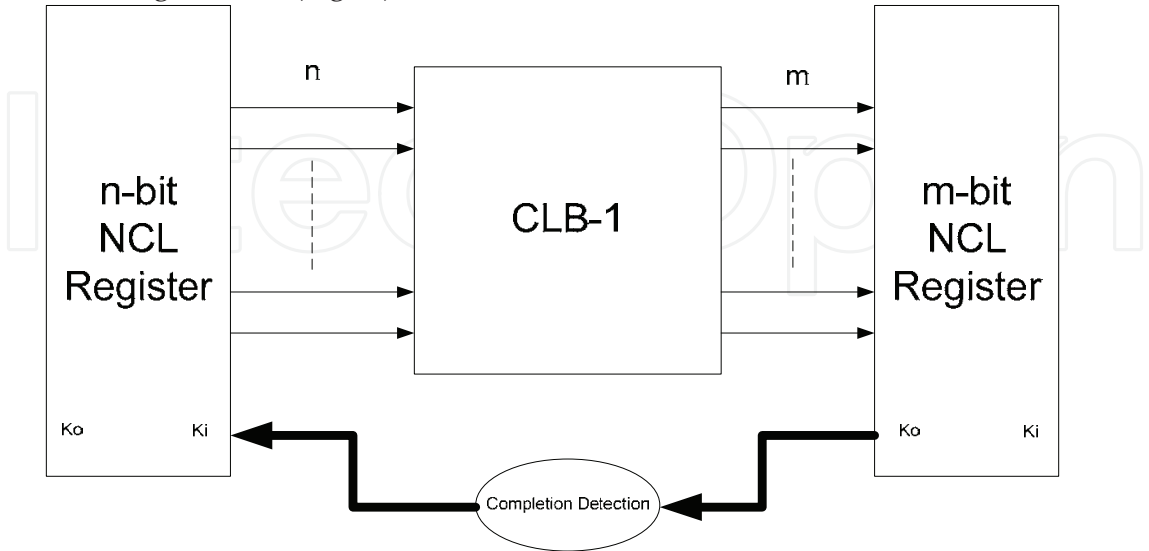 n
m
n-bit
NCL
Register
CLB-1
m-bit
NCL
Register
Ko
Ki
Ko
Ki
Completion Detection